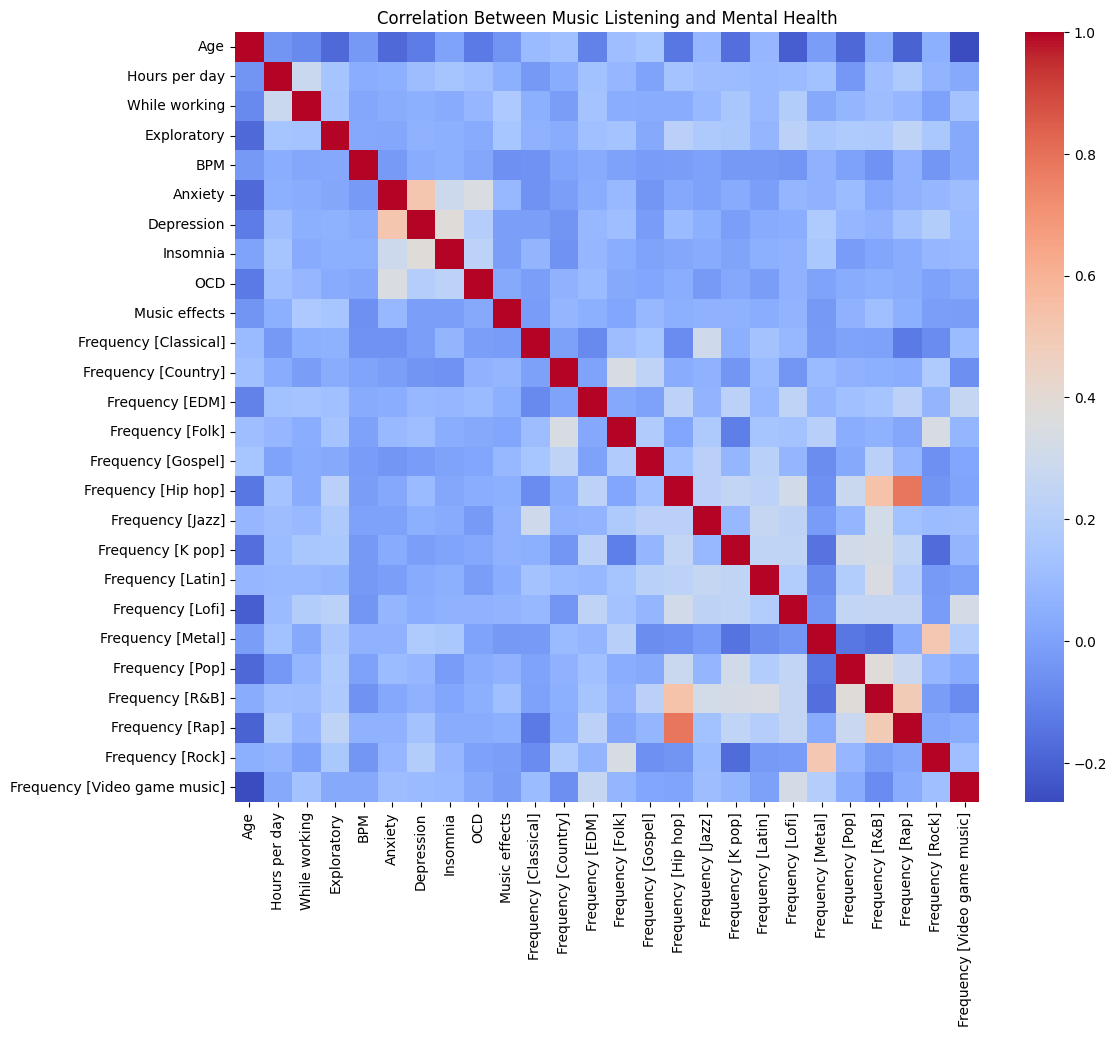 Correlation Between Music Listening and Mental Health
Age
Hours per day
While working
Exploratory
BPM
Anxiety
Depression
Insomnia
OCD
Music effects
Frequency [Classical]
Frequency [Country]
Frequency [EDM]
Frequency [Folk]
Frequency [Gospel]
Frequency [Hip hop]
Frequency [Jazz]
Frequency [K pop]
Frequency [Latin]
Frequency [Lofi]
Frequency [Metal]
Frequency [Pop]
Frequency [R&B]
Frequency [Rap]
Frequency [Rock]
Frequency [Video game music]
Age
Hours per day
While working
Exploratory
BPM
Anxiety
Depression
Insomnia
OCD
Music effects
Frequency [Classical]
Frequency [Country]
Frequency [EDM]
Frequency [Folk]
Frequency [Gospel]
Frequency [Hip hop]
Frequency [Jazz]
Frequency [K pop]
Frequency [Latin]
Frequency [Lofi]
Frequency [Metal]
Frequency [Pop]
Frequency [R&B]
Frequency [Rap]
Frequency [Rock]
Frequency [Video game music]
1.0
0.8
0.6
0.4
0.2
0.0
−0.2